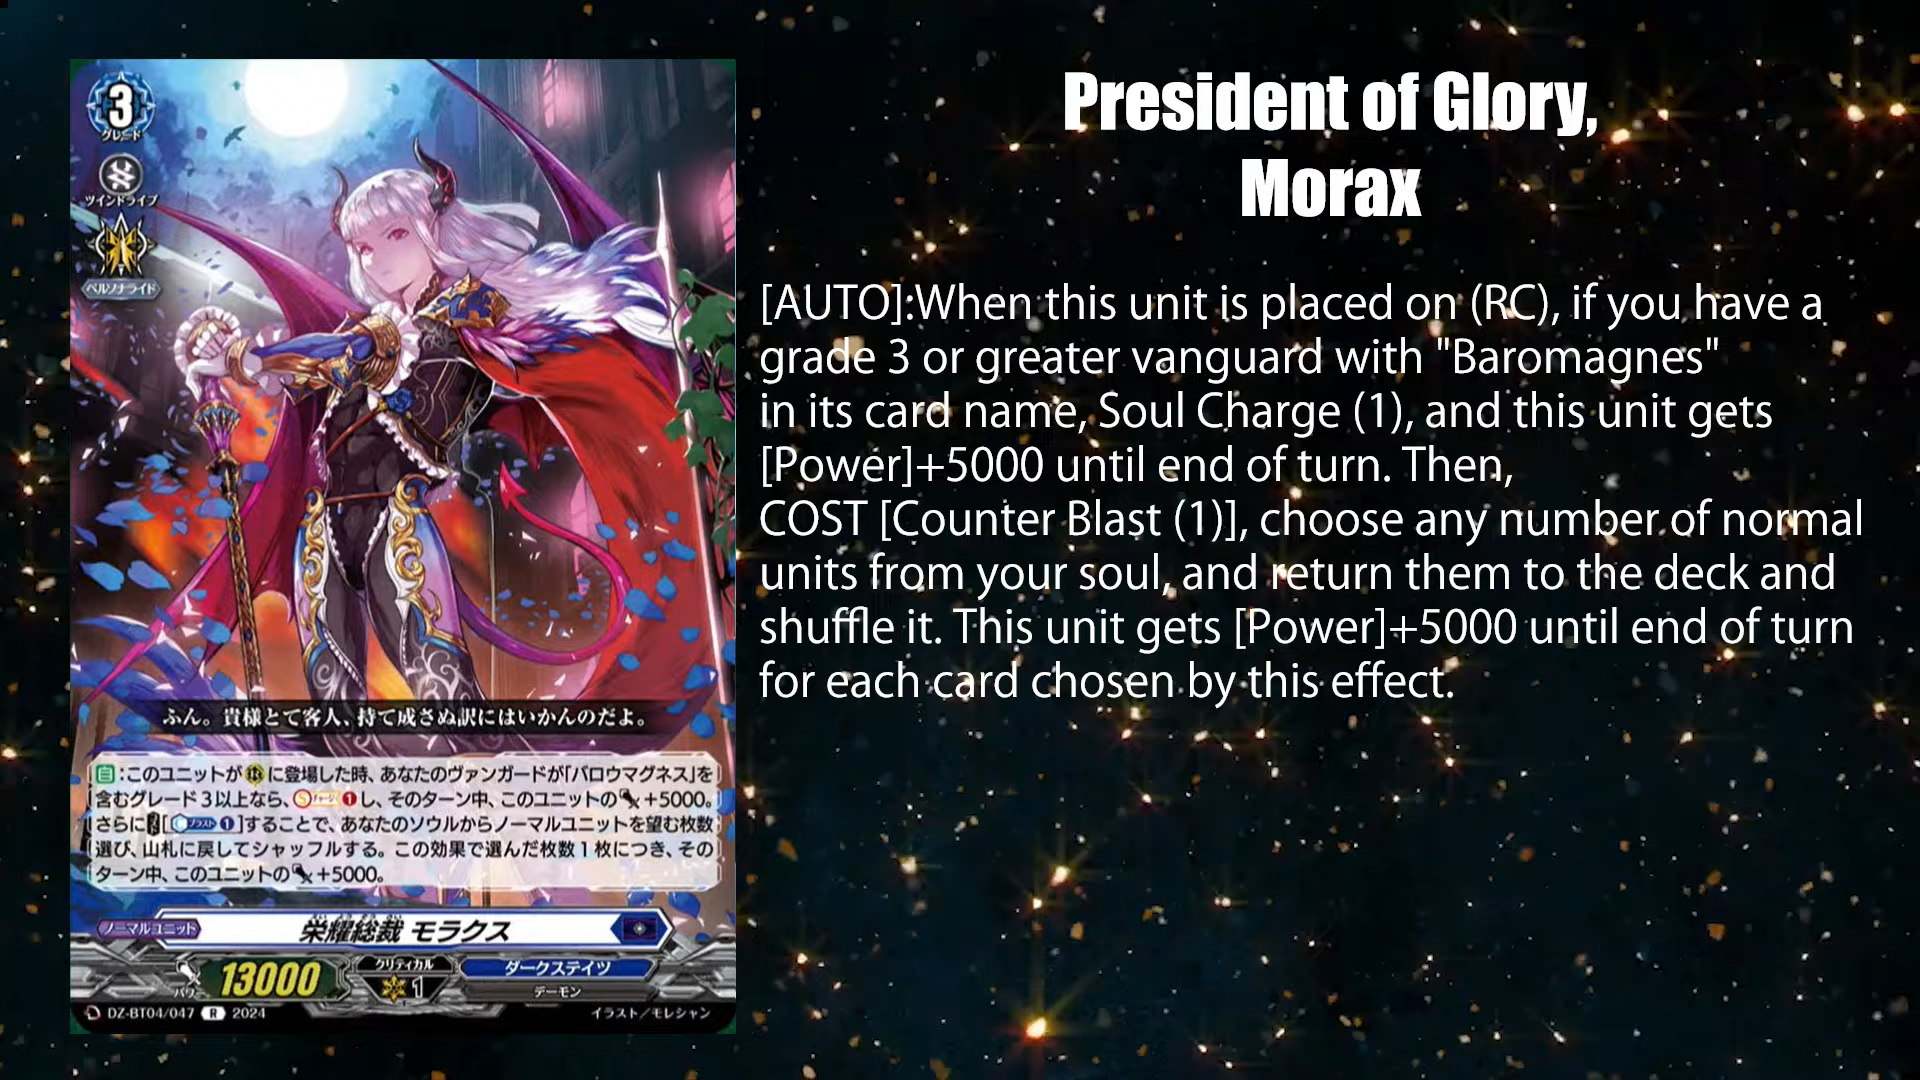 3
グレード
ツインドライブ
ペルソナライド
ふん。貴様とて客人、持て成さぬ訳にはいかんのだよ。
:このユニットが に登場した時、あなたのヴァンガードが「バロウマグネス」を
含むグレード3以上なら、 チャージ 1し、そのターン中、このユニットの +5000。
さらに [ ブラスト 1]することで、あなたのソウルからノーマルユニットを望む枚数
選び、山札に戻してシャッフルする。この効果で選んだ枚数1枚につき、その
ターン中、このユニットの +5000。
ノーマルユニット
栄耀総裁 モラクス
パワー 13000
クリティカル
1
ダークステイツ
デーモン
DZ-BT04/047 R 2024
イラスト/モレシャン
President of Glory,
Morax
[AUTO]:When this unit is placed on (RC), if you have a
grade 3 or greater vanguard with "Baromagnes"
in its card name, Soul Charge (1), and this unit gets
[Power]+5000 until end of turn. Then,
COST [Counter Blast (1)], choose any number of normal
units from your soul, and return them to the deck and
shuffle it. This unit gets [Power]+5000 until end of turn
for each card chosen by this effect.